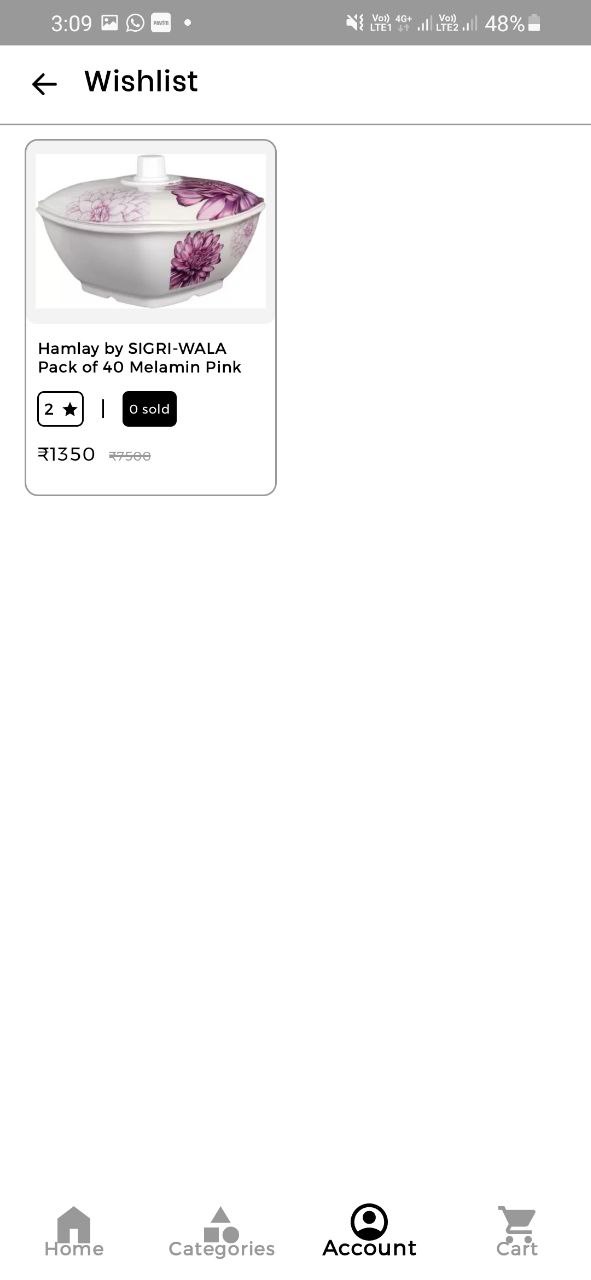 3:09 PAYTM Vo)) LTE1 4G+ Vo)) LTE2 48%
Wishlist
Hamlay by SIGRI-WALA
Pack of 40 Melamin Pink
2 ★ | 0 sold
₹1350 ₹7500
Home Categories Account Cart